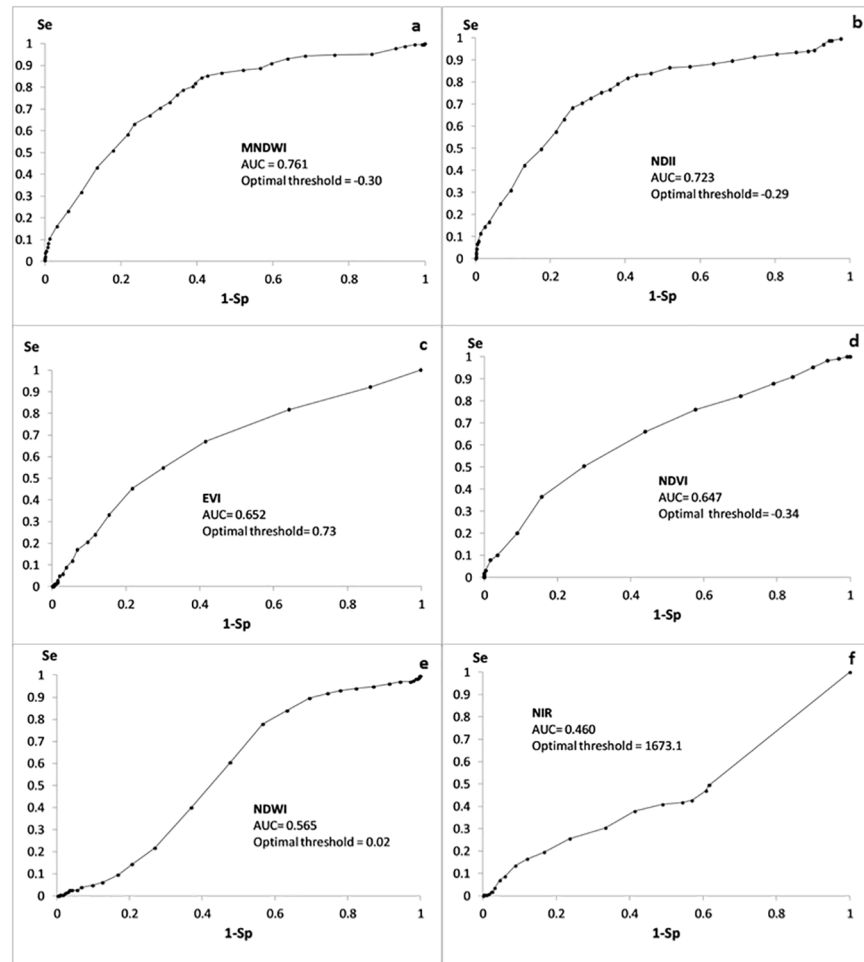 a
Se
1
0.9
0.8
0.7
0.6
0.5
0.4
0.3
0.2
0.1
0
0 0.2 0.4 0.6 0.8 1
1-Sp
MNDWI
AUC = 0.761
Optimal threshold = -0.30
b
Se
1
0.9
0.8
0.7
0.6
0.5
0.4
0.3
0.2
0.1
0
0 0.2 0.4 0.6 0.8 1
1-Sp
NDII
AUC= 0.723
Optimal threshold= -0.29
c
Se
1
0.9
0.8
0.7
0.6
0.5
0.4
0.3
0.2
0.1
0
0 0.2 0.4 0.6 0.8 1
1-Sp
EVI
AUC= 0.652
Optimal threshold= 0.73
d
Se
1
0.9
0.8
0.7
0.6
0.5
0.4
0.3
0.2
0.1
0
0 0.2 0.4 0.6 0.8 1
1-Sp
NDVI
AUC= 0.647
Optimal threshold= -0.34
e
Se
1
0.9
0.8
0.7
0.6
0.5
0.4
0.3
0.2
0.1
0
0 0.2 0.4 0.6 0.8 1
1-Sp
NDWI
AUC= 0.565
Optimal threshold = 0.02
f
Se
1
0.9
0.8
0.7
0.6
0.5
0.4
0.3
0.2
0.1
0
0 0.2 0.4 0.6 0.8 1
1-Sp
NIR
AUC= 0.460
Optimal threshold = 1673.1